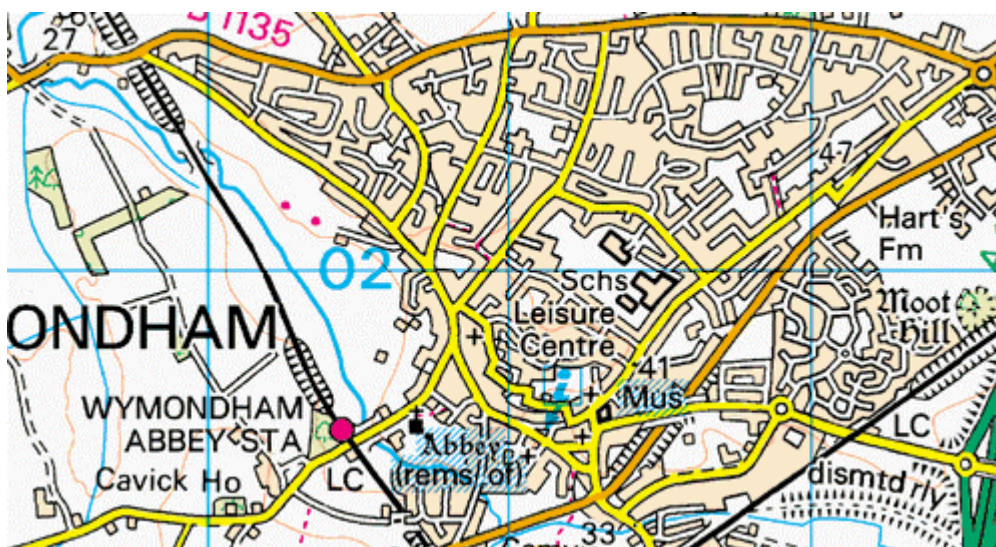 27
B 1135
47
Hart's
Fm
02
Schs
Leisure
Centre
Moot
Hill
ONDHAM
41
Mus
WYMONDHAM
ABBEY STA
Abbey
(rems of)
LC
Cavick Ho
LC
dismtd rly
33